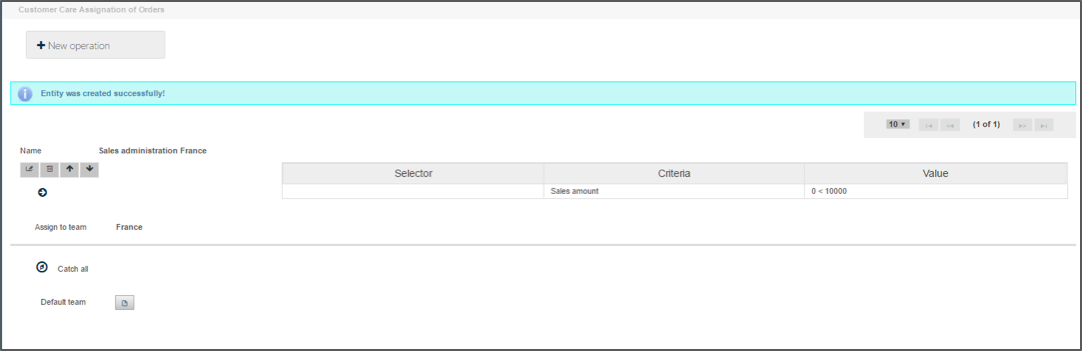 Customer Care Assignation of Orders
New operation
Entity was created successfully!
10 (1 of 1)
Name Sales administration France
Selector Criteria Value
Sales amount 0 < 10000
Assign to team France
Catch all
Default team